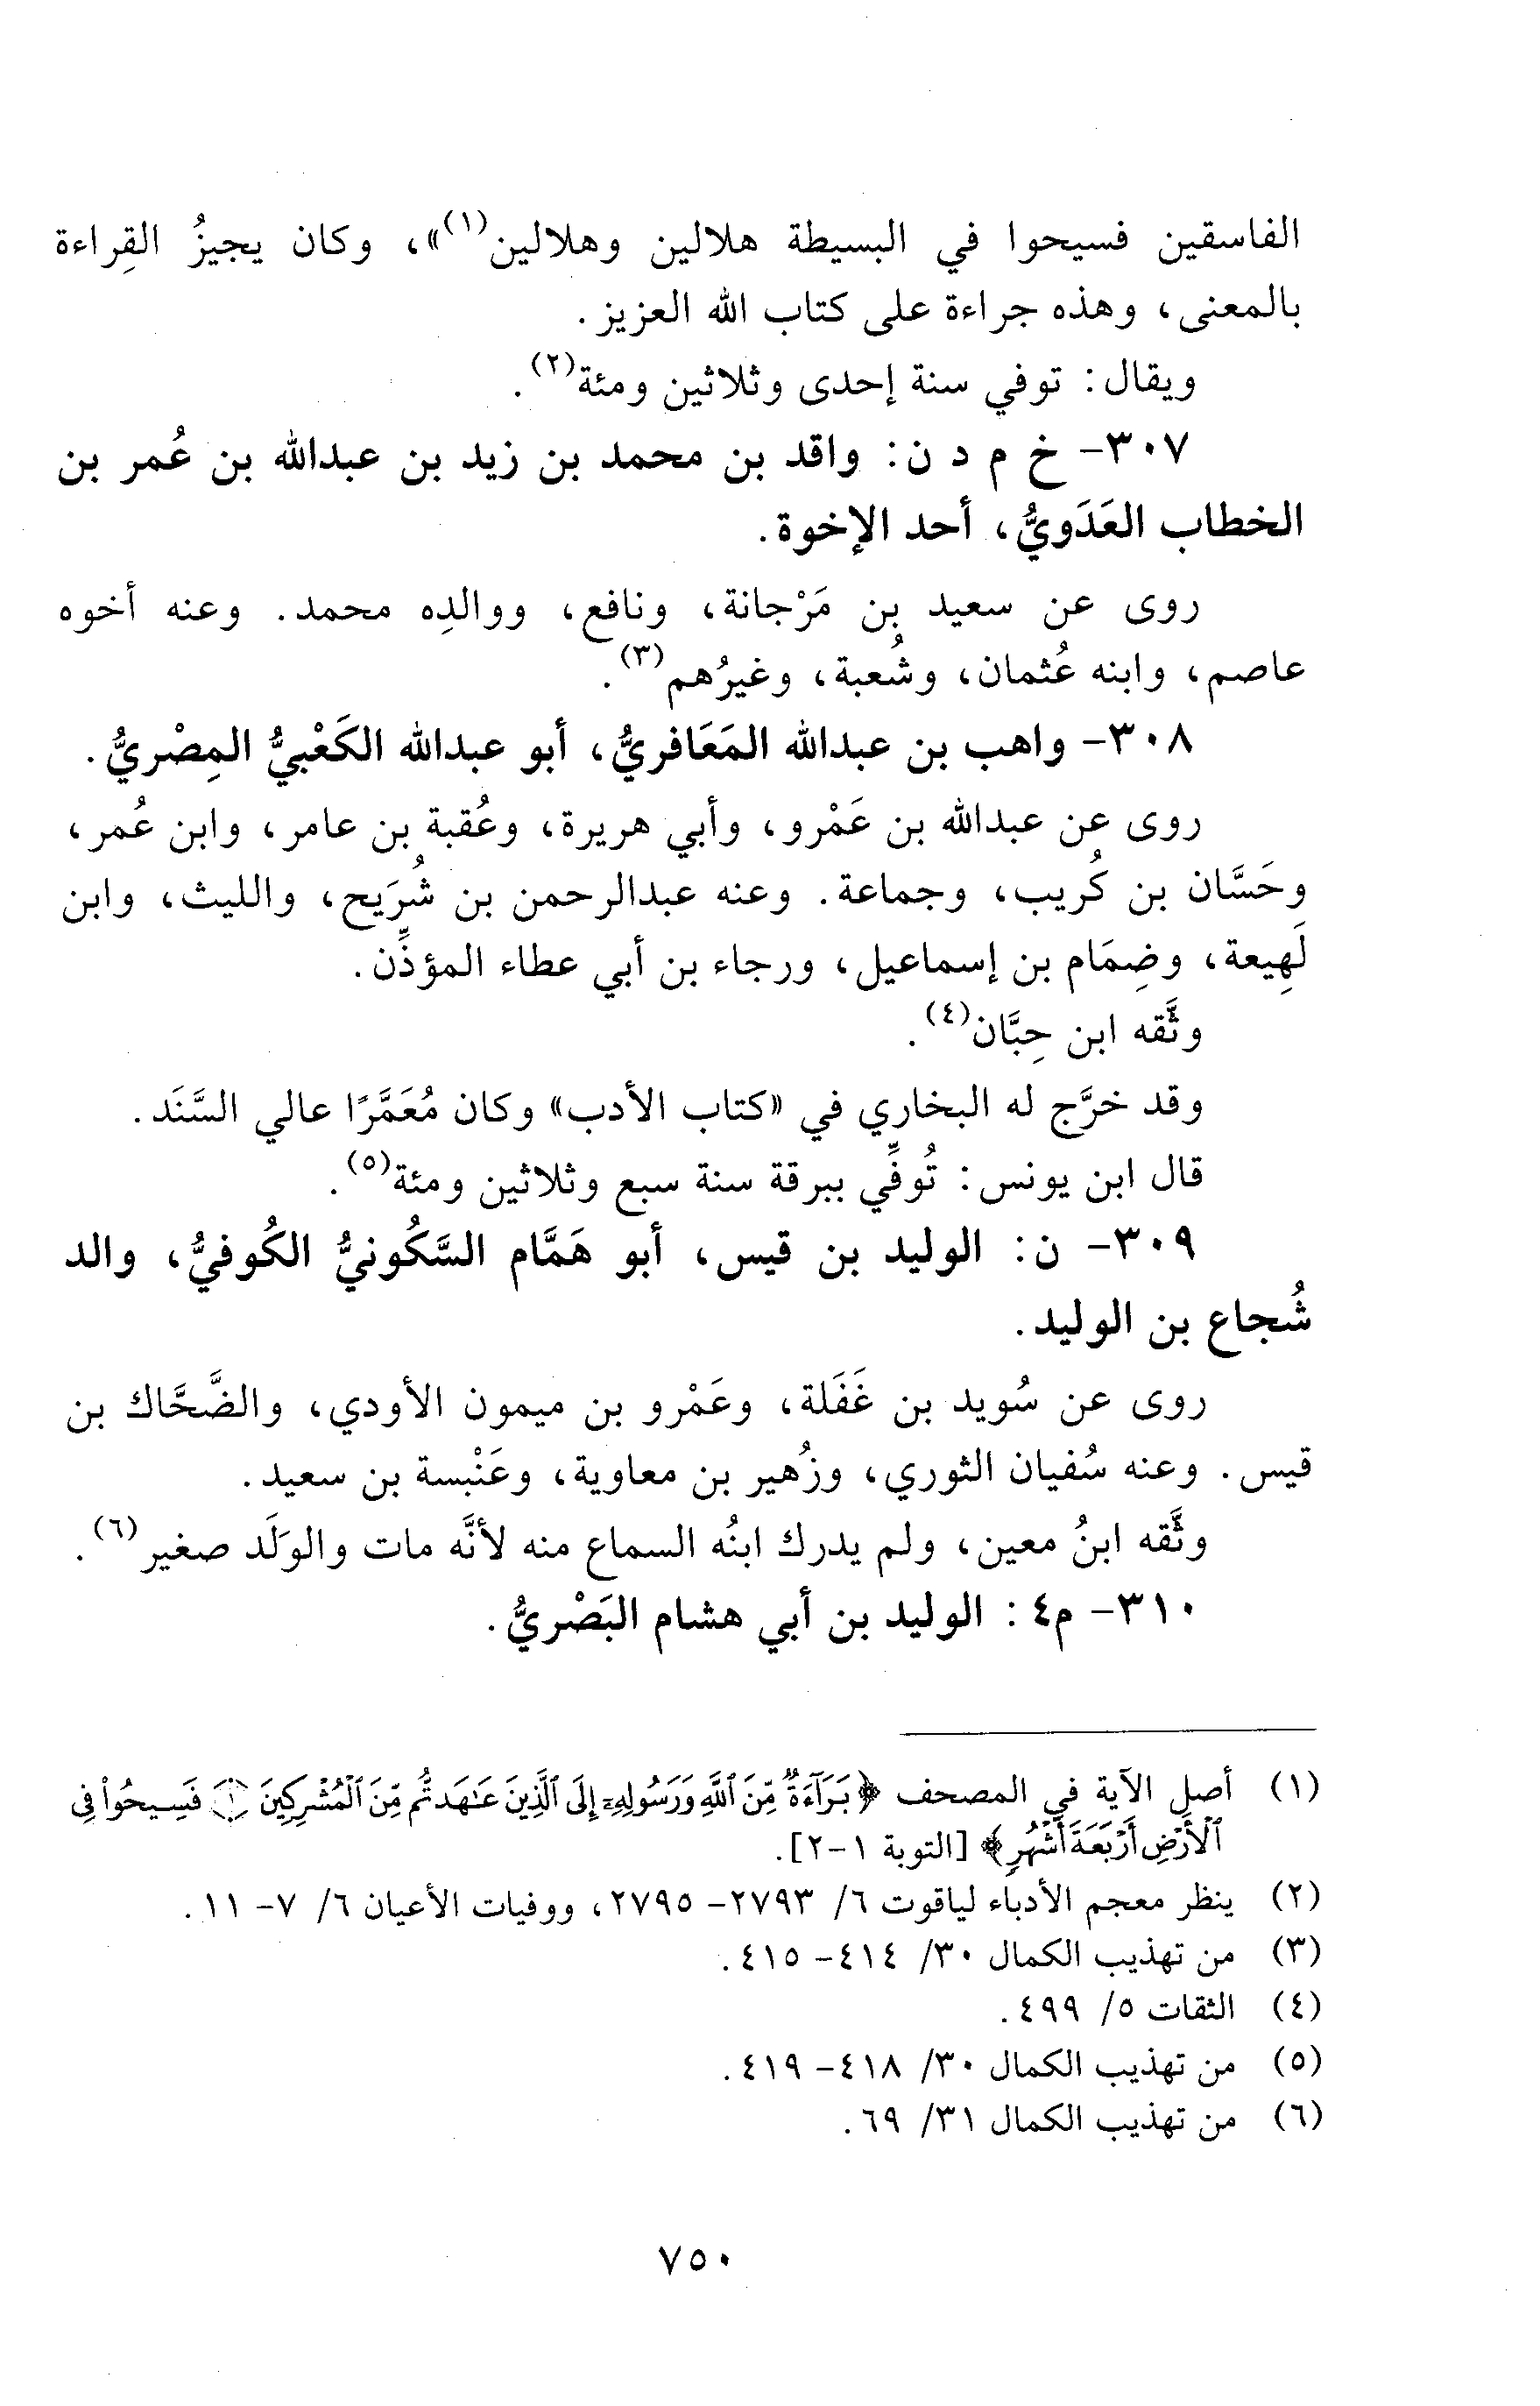 الفاسقين فسيحوا في البسيطة هلالين وهلالين(١)»، وكان يجيزُ القِراءة
بالمعنى، وهذه جراءة على كتاب الله العزيز.
ويقال: توفي سنة إحدى وثلاثين ومئة(٢).
٣٠٧- خ م د ن: واقد بن محمد بن زيد بن عبدالله بن عُمر بن
الخطاب العَدَويُّ، أحد الإخوة.
روى عن سعيد بن مَرْجانة، ونافع، ووالدِه محمد. وعنه أخوه
عاصم، وابنه عُثمان، وشُعبة، وغيرُهم(٣).
٣٠٨- واهب بن عبدالله المَعَافريُّ، أبو عبدالله الكَعْبيُّ المِصْريُّ.
روى عن عبدالله بن عَمْرو، وأبي هريرة، وعُقبة بن عامر، وابن عُمر،
وحَسَّان بن كُريب، وجماعة. وعنه عبدالرحمن بن شُرَيح، والليث، وابن
لَهِيعة، وضِمَام بن إسماعيل، ورجاء بن أبي عطاء المؤذِّن.
وثَّقه ابن حِبَّان(٤).
وقد خرَّج له البخاري في «كتاب الأدب» وكان مُعَمَّرًا عالي السَّنَد.
قال ابن يونس: تُوفِّي ببرقة سنة سبع وثلاثين ومئة(٥).
٣٠٩- ن: الوليد بن قيس، أبو هَمَّام السَّكُونيُّ الكُوفيُّ، والد
شُجاع بن الوليد.
روى عن سُويد بن غَفَلة، وعَمْرو بن ميمون الأودي، والضَّحَّاك بن
قيس. وعنه سُفيان الثوري، وزُهير بن معاوية، وعَنْبسة بن سعيد.
وثَّقه ابنُ معين، ولم يدرك ابنُه السماع منه لأنَّه مات والوَلَد صغير(٦).
٣١٠- م٤: الوليد بن أبي هشام البَصْريُّ.
(١) أصل الآية في المصحف ﴿بَرَآءَةٌ مِّنَ ٱللَّهِ وَرَسُولِهِۦٓ إِلَى ٱلَّذِينَ عَٰهَدتُّم مِّنَ ٱلْمُشْرِكِينَ ۝١ فَسِيحُوا۟ فِى
ٱلْأَرْضِ أَرْبَعَةَ أَشْهُرٍ﴾ [التوبة ١-٢].
(٢) ينظر معجم الأدباء لياقوت ٦/ ٢٧٩٣- ٢٧٩٥، ووفيات الأعيان ٦/ ٧- ١١.
(٣) من تهذيب الكمال ٣٠/ ٤١٤- ٤١٥.
(٤) الثقات ٥/ ٤٩٩.
(٥) من تهذيب الكمال ٣٠/ ٤١٨- ٤١٩.
(٦) من تهذيب الكمال ٣١/ ٦٩.
٧٥٠